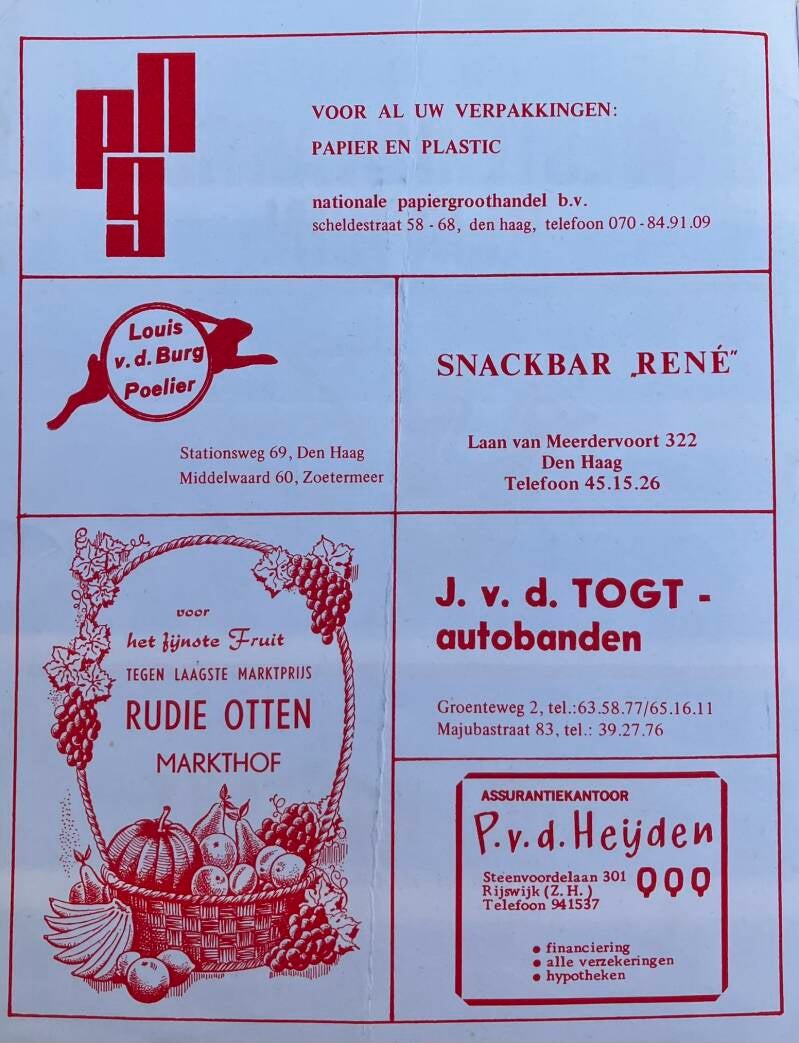 png
VOOR AL UW VERPAKKINGEN:
PAPIER EN PLASTIC
nationale papiergroothandel b.v.
scheldestraat 58 - 68, den haag, telefoon 070 - 84.91.09
Louis
v.d. Burg
Poelier
Stationsweg 69, Den Haag
Middelwaard 60, Zoetermeer
SNACKBAR „RENÉ”
Laan van Meerdervoort 322
Den Haag
Telefoon 45.15.26
voor
het fijnste Fruit
TEGEN LAAGSTE MARKTPRIJS
RUDIE OTTEN
MARKTHOF
J. v. d. TOGT -
autobanden
Groenteweg 2, tel.:63.58.77/65.16.11
Majubastraat 83, tel.: 39.27.76
ASSURANTIEKANTOOR
P.v.d.Heijden
Steenvoordelaan 301
Rijswijk (Z.H.)
Telefoon 941537
• financiering
• alle verzekeringen
• hypotheken